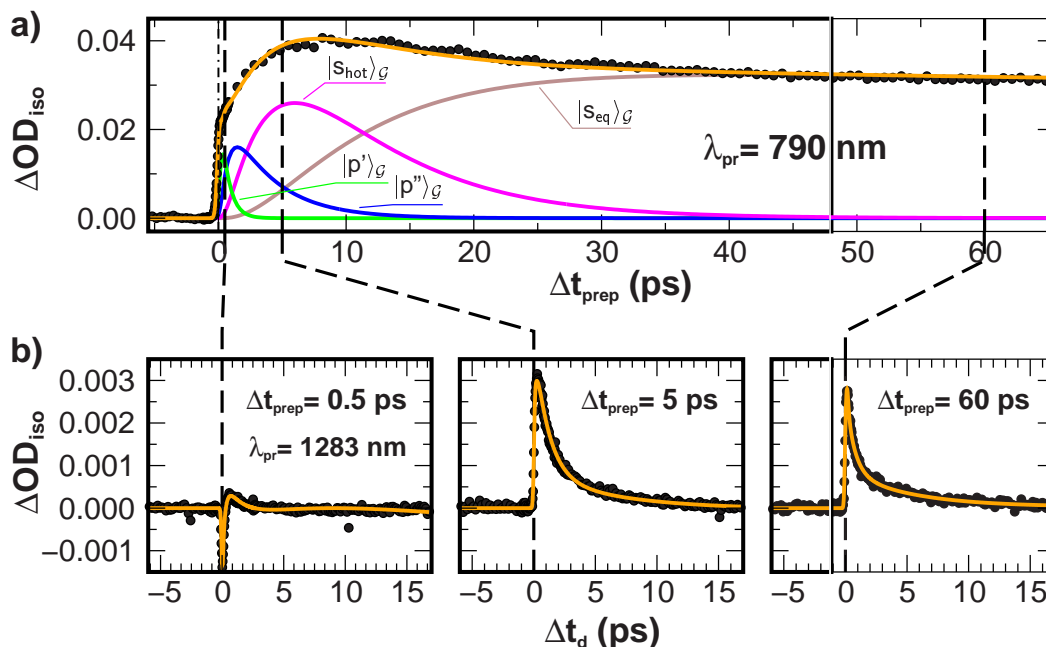 a)
0.04
0.02
0.00
ΔOD_iso
|s_hot⟩_𝒢
|s_eq⟩_𝒢
|p'⟩_𝒢
|p''⟩_𝒢
λ_pr= 790 nm
0 10 20 30 40 50 60
Δt_prep (ps)
b)
0.003
0.002
0.001
0.000
−0.001
ΔOD_iso
Δt_prep= 0.5 ps
λ_pr= 1283 nm
Δt_prep= 5 ps
Δt_prep= 60 ps
−5 0 5 10 15 −5 0 5 10 15 −5 0 5 10 15
Δt_d (ps)